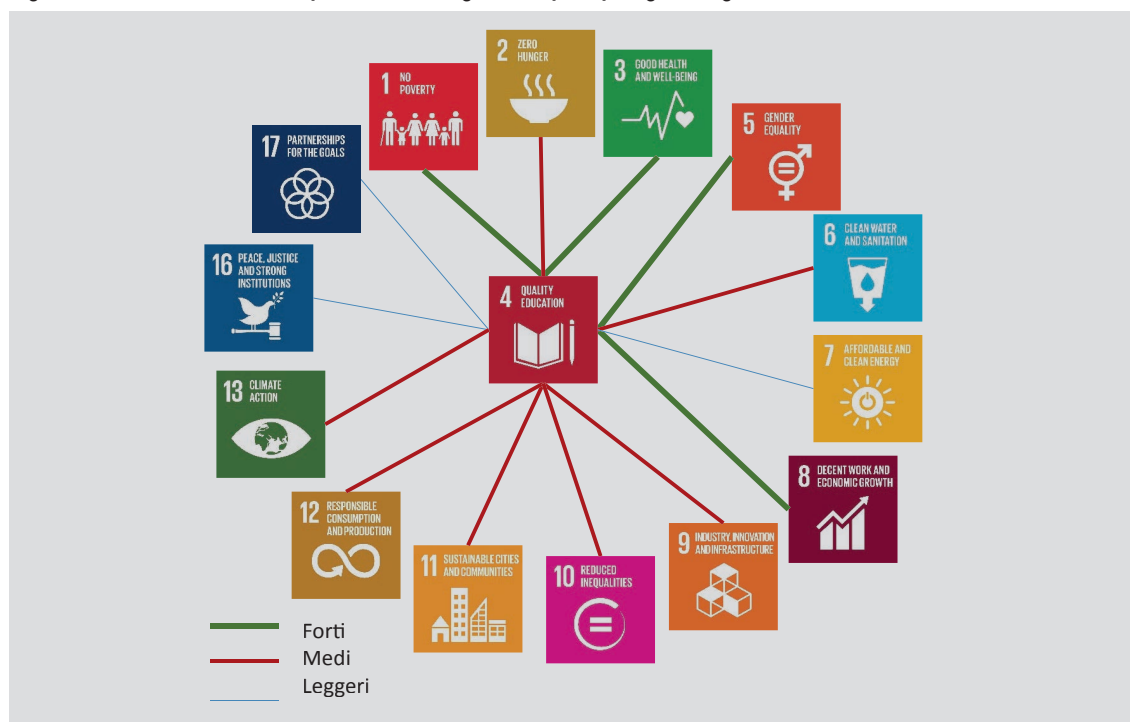 1 NO
POVERTY
2 ZERO
HUNGER
3 GOOD HEALTH
AND WELL-BEING
5 GENDER
EQUALITY
17 PARTNERSHIPS
FOR THE GOALS
6 CLEAN WATER
AND SANITATION
16 PEACE, JUSTICE
AND STRONG
INSTITUTIONS
4 QUALITY
EDUCATION
7 AFFORDABLE AND
CLEAN ENERGY
13 CLIMATE
ACTION
8 DECENT WORK AND
ECONOMIC GROWTH
12 RESPONSIBLE
CONSUMPTION
AND PRODUCTION
11 SUSTAINABLE CITIES
AND COMMUNITIES
10 REDUCED
INEQUALITIES
9 INDUSTRY, INNOVATION
AND INFRASTRUCTURE
Forti
Medi
Leggeri